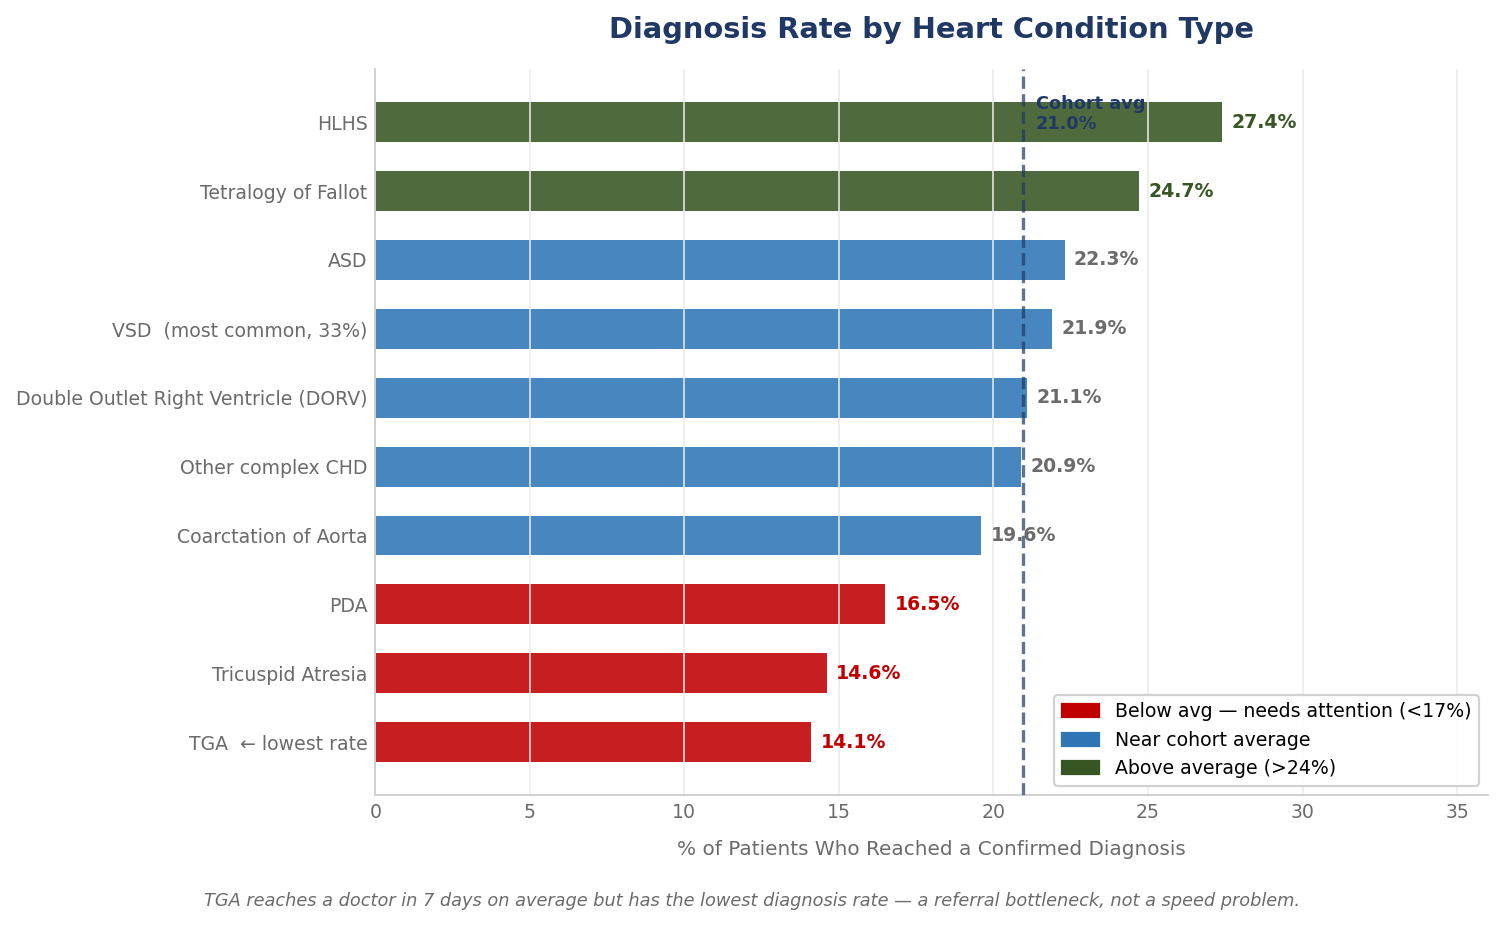 Diagnosis Rate by Heart Condition Type
Cohort avg
21.0%
HLHS 27.4%
Tetralogy of Fallot 24.7%
ASD 22.3%
VSD (most common, 33%) 21.9%
Double Outlet Right Ventricle (DORV) 21.1%
Other complex CHD 20.9%
Coarctation of Aorta 19.6%
PDA 16.5%
Tricuspid Atresia 14.6%
TGA ← lowest rate 14.1%
Below avg — needs attention (<17%)
Near cohort average
Above average (>24%)
0 5 10 15 20 25 30 35
% of Patients Who Reached a Confirmed Diagnosis
TGA reaches a doctor in 7 days on average but has the lowest diagnosis rate — a referral bottleneck, not a speed problem.